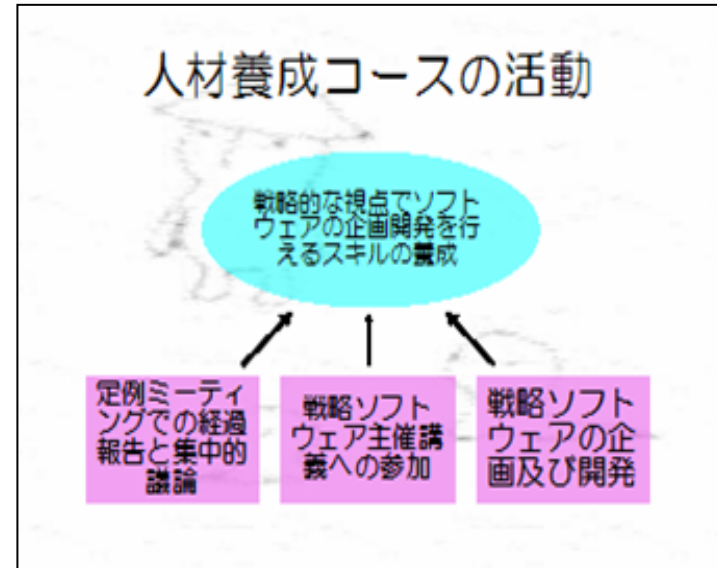 人材養成コースの活動
戦略的な視点でソフト
ウェアの企画開発を行
えるスキルの養成
定例ミーティ
ングでの経過
報告と集中的
議論
戦略ソフト
ウェア主催講
義への参加
戦略ソフト
ウェアの企
画及び開発